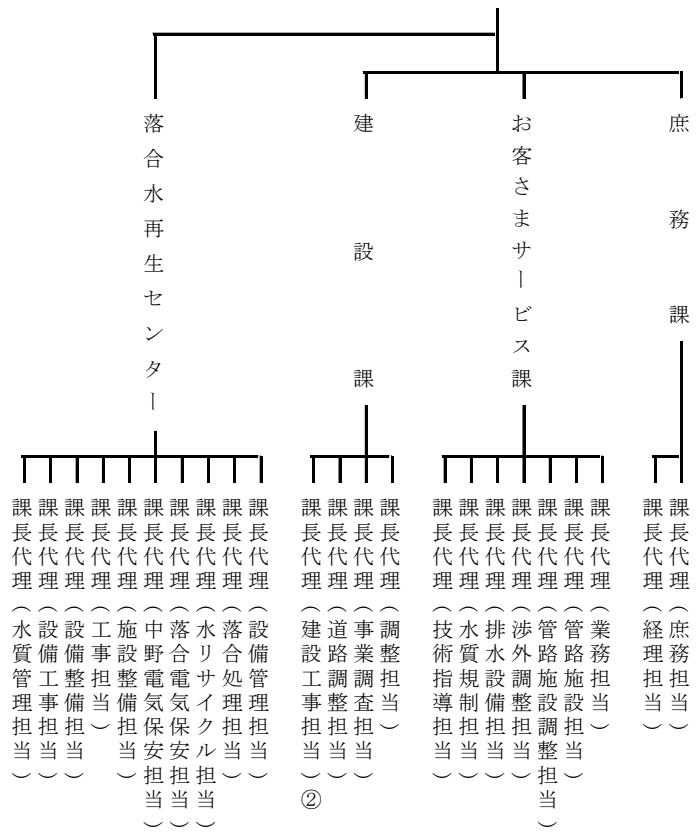 庶務課
お客さまサービス課
建設課
落合水再生センター
課長代理（庶務担当）
課長代理（経理担当）
課長代理（業務担当）
課長代理（管路施設担当）
課長代理（管路施設調整担当）
課長代理（渉外調整担当）
課長代理（排水設備担当）
課長代理（水質規制担当）
課長代理（技術指導担当）
課長代理（調整担当）
課長代理（事業調査担当）
課長代理（道路調整担当）
課長代理（建設工事担当）②
課長代理（設備管理担当）
課長代理（落合処理担当）
課長代理（水リサイクル担当）
課長代理（落合電気保安担当）
課長代理（中野電気保安担当）
課長代理（施設整備担当）
課長代理（工事担当）
課長代理（設備整備担当）
課長代理（設備工事担当）
課長代理（水質管理担当）